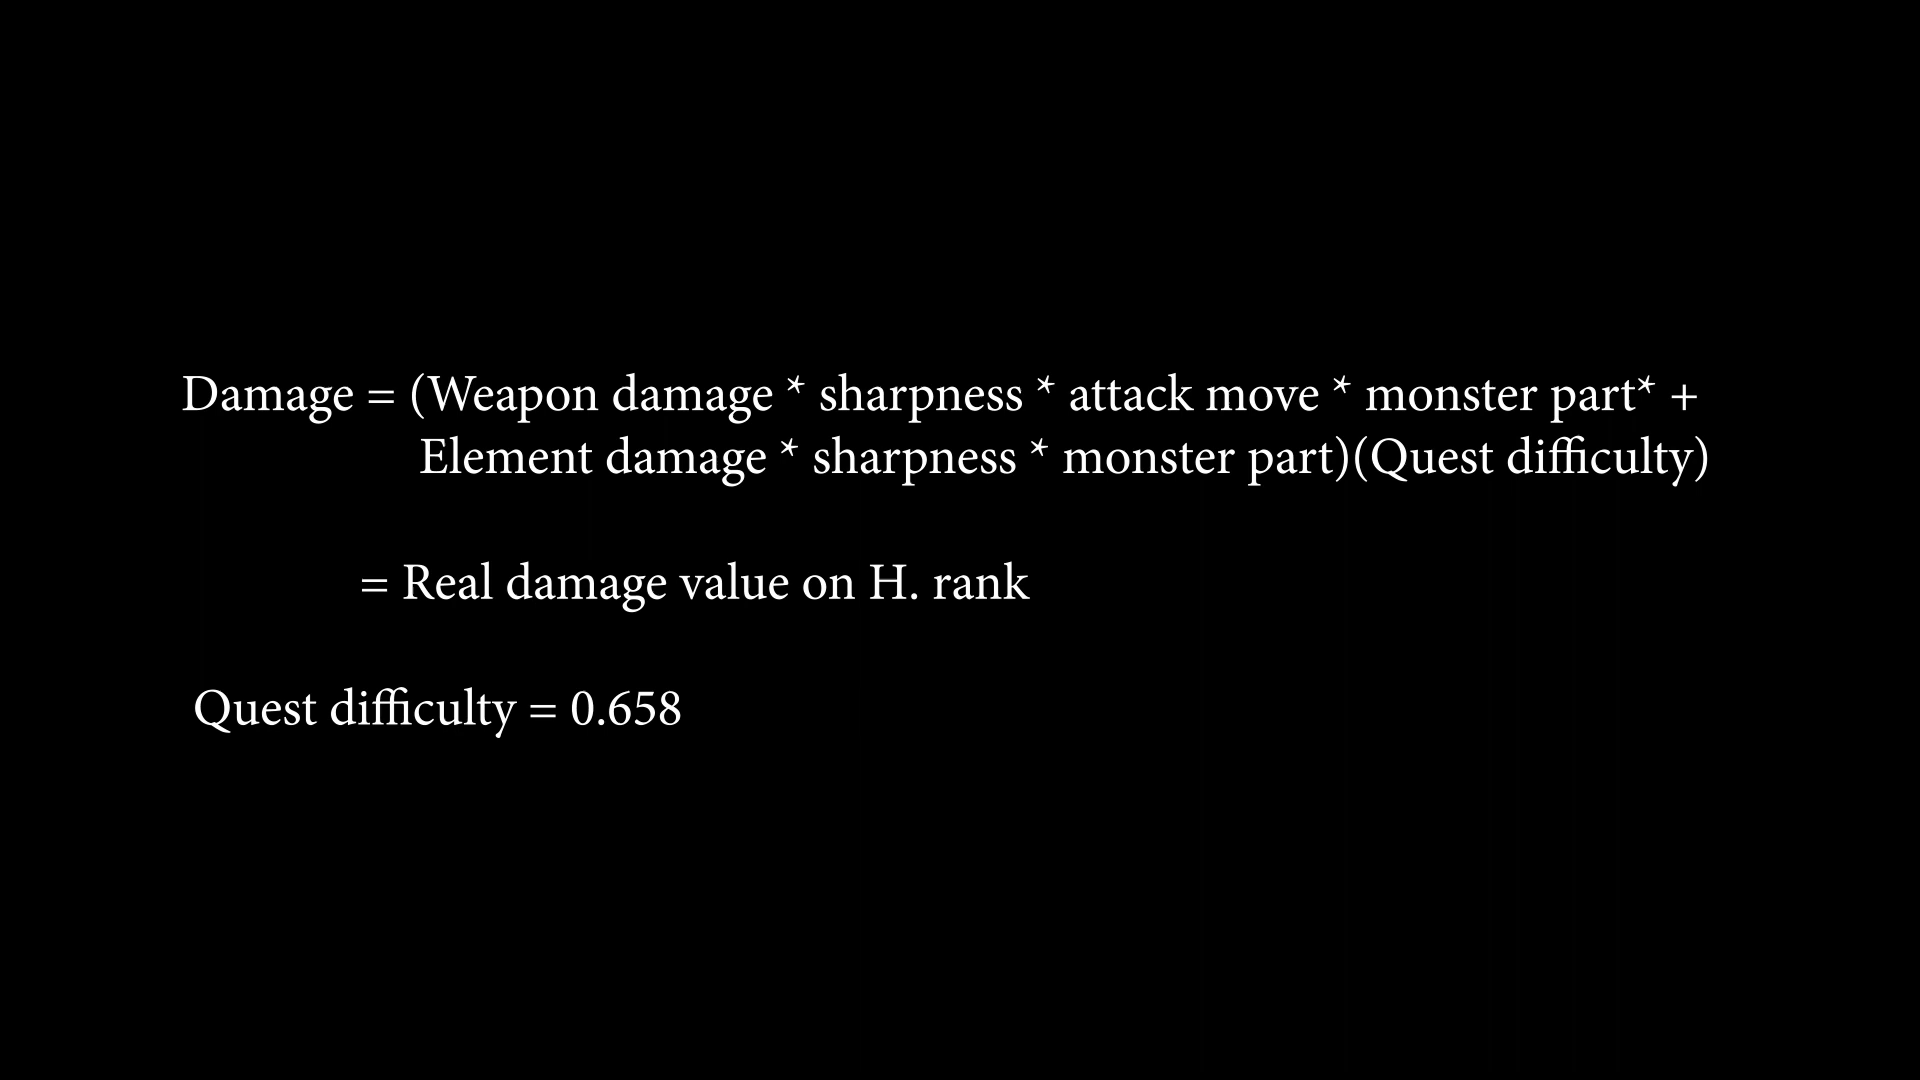 Damage = (Weapon damage * sharpness * attack move * monster part* +
Element damage * sharpness * monster part)(Quest difficulty)
= Real damage value on H. rank
Quest difficulty = 0.658